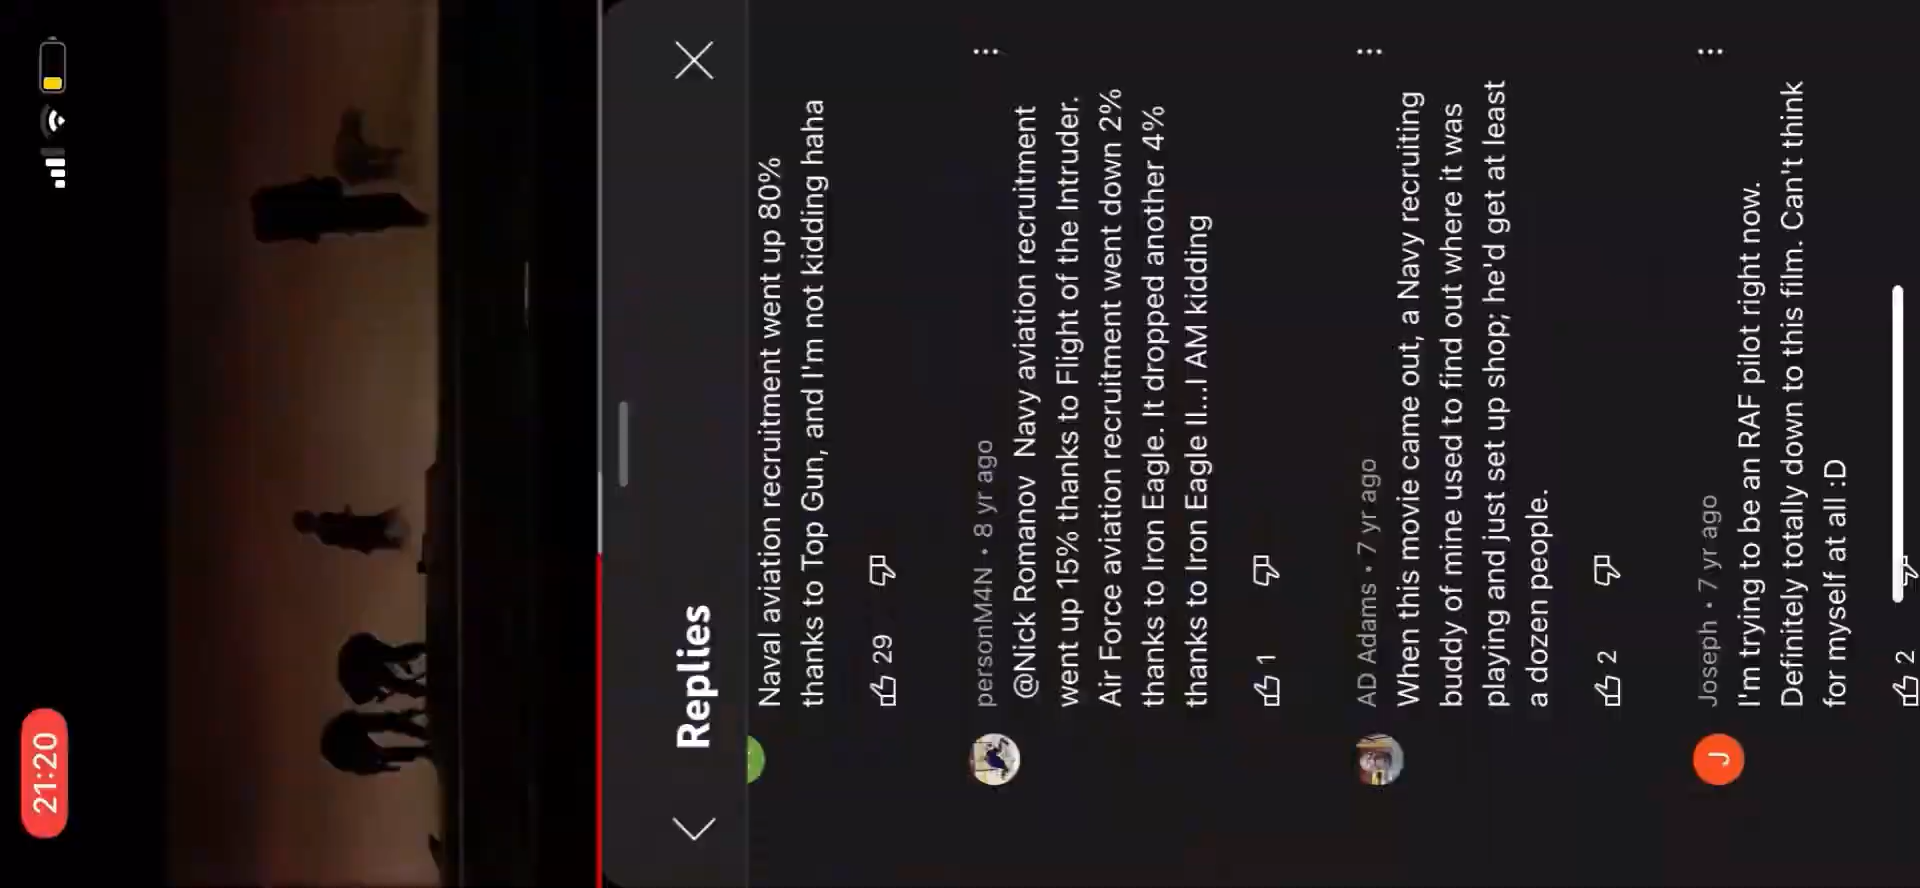 21:20
Replies
Naval aviation recruitment went up 80%
thanks to Top Gun, and I'm not kidding haha
29
personM4N • 8 yr ago
@Nick Romanov Navy aviation recruitment
went up 15% thanks to Flight of the Intruder.
Air Force aviation recruitment went down 2%
thanks to Iron Eagle. It dropped another 4%
thanks to Iron Eagle II...I AM kidding
1
AD Adams • 7 yr ago
When this movie came out, a Navy recruiting
buddy of mine used to find out where it was
playing and just set up shop; he'd get at least
a dozen people.
2
J
Joseph • 7 yr ago
I'm trying to be an RAF pilot right now.
Definitely totally down to this film. Can't think
for myself at all :D
2